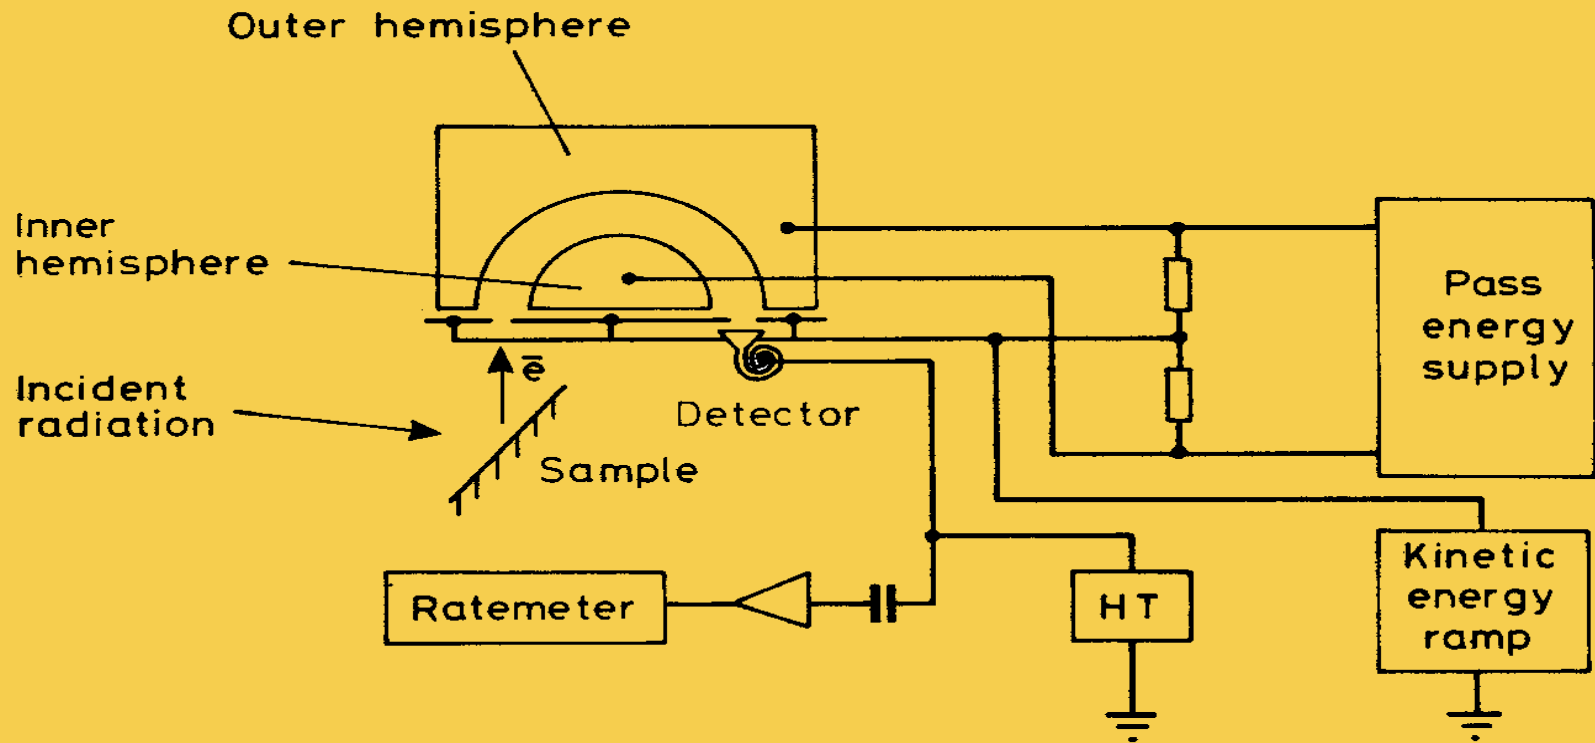 Outer hemisphere
Inner
hemisphere
Incident
radiation
e̅
Sample
Detector
Pass
energy
supply
Ratemeter
HT
Kinetic
energy
ramp